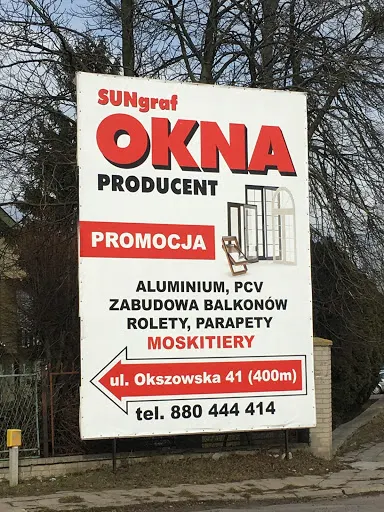 SUNgraf
OKNA
PRODUCENT
PROMOCJA
ALUMINIUM, PCV
ZABUDOWA BALKONÓW
ROLETY, PARAPETY
MOSKITIERY
ul. Okszowska 41 (400m)
tel. 880 444 414